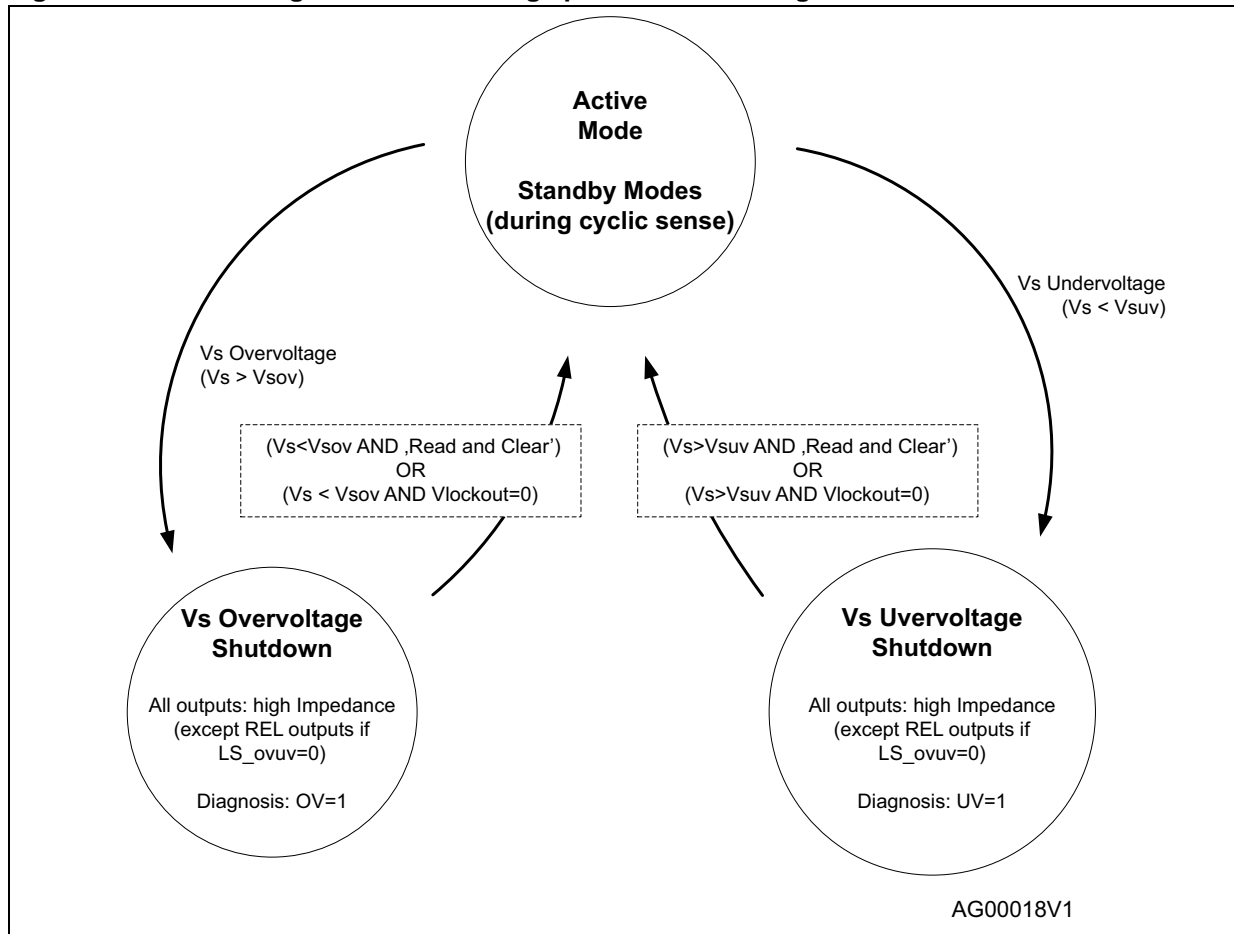 Active
Mode
Standby Modes
(during cyclic sense)
Vs Overvoltage
(Vs > Vsov)
Vs Undervoltage
(Vs < Vsuv)
(Vs<Vsov AND ‚Read and Clear’)
OR
(Vs < Vsov AND Vlockout=0)
(Vs>Vsuv AND ‚Read and Clear’)
OR
(Vs>Vsuv AND Vlockout=0)
Vs Overvoltage
Shutdown
All outputs: high Impedance
(except REL outputs if
LS_ovuv=0)
Diagnosis: OV=1
Vs Uvervoltage
Shutdown
All outputs: high Impedance
(except REL outputs if
LS_ovuv=0)
Diagnosis: UV=1
AG00018V1